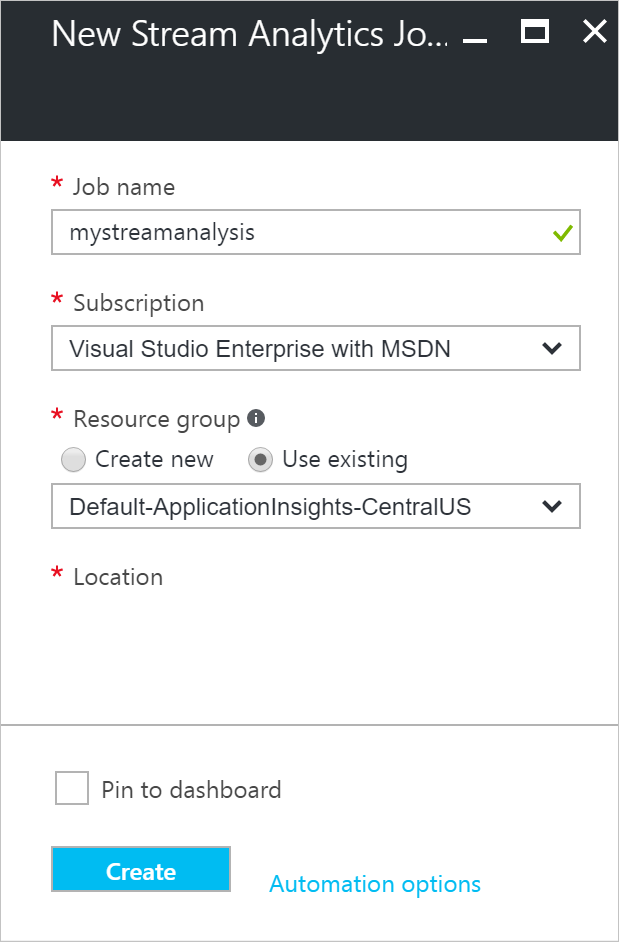 New Stream Analytics Jo...
* Job name
mystreamanalysis
* Subscription
Visual Studio Enterprise with MSDN
* Resource group
Create new Use existing
Default-ApplicationInsights-CentralUS
* Location
Pin to dashboard
Create Automation options